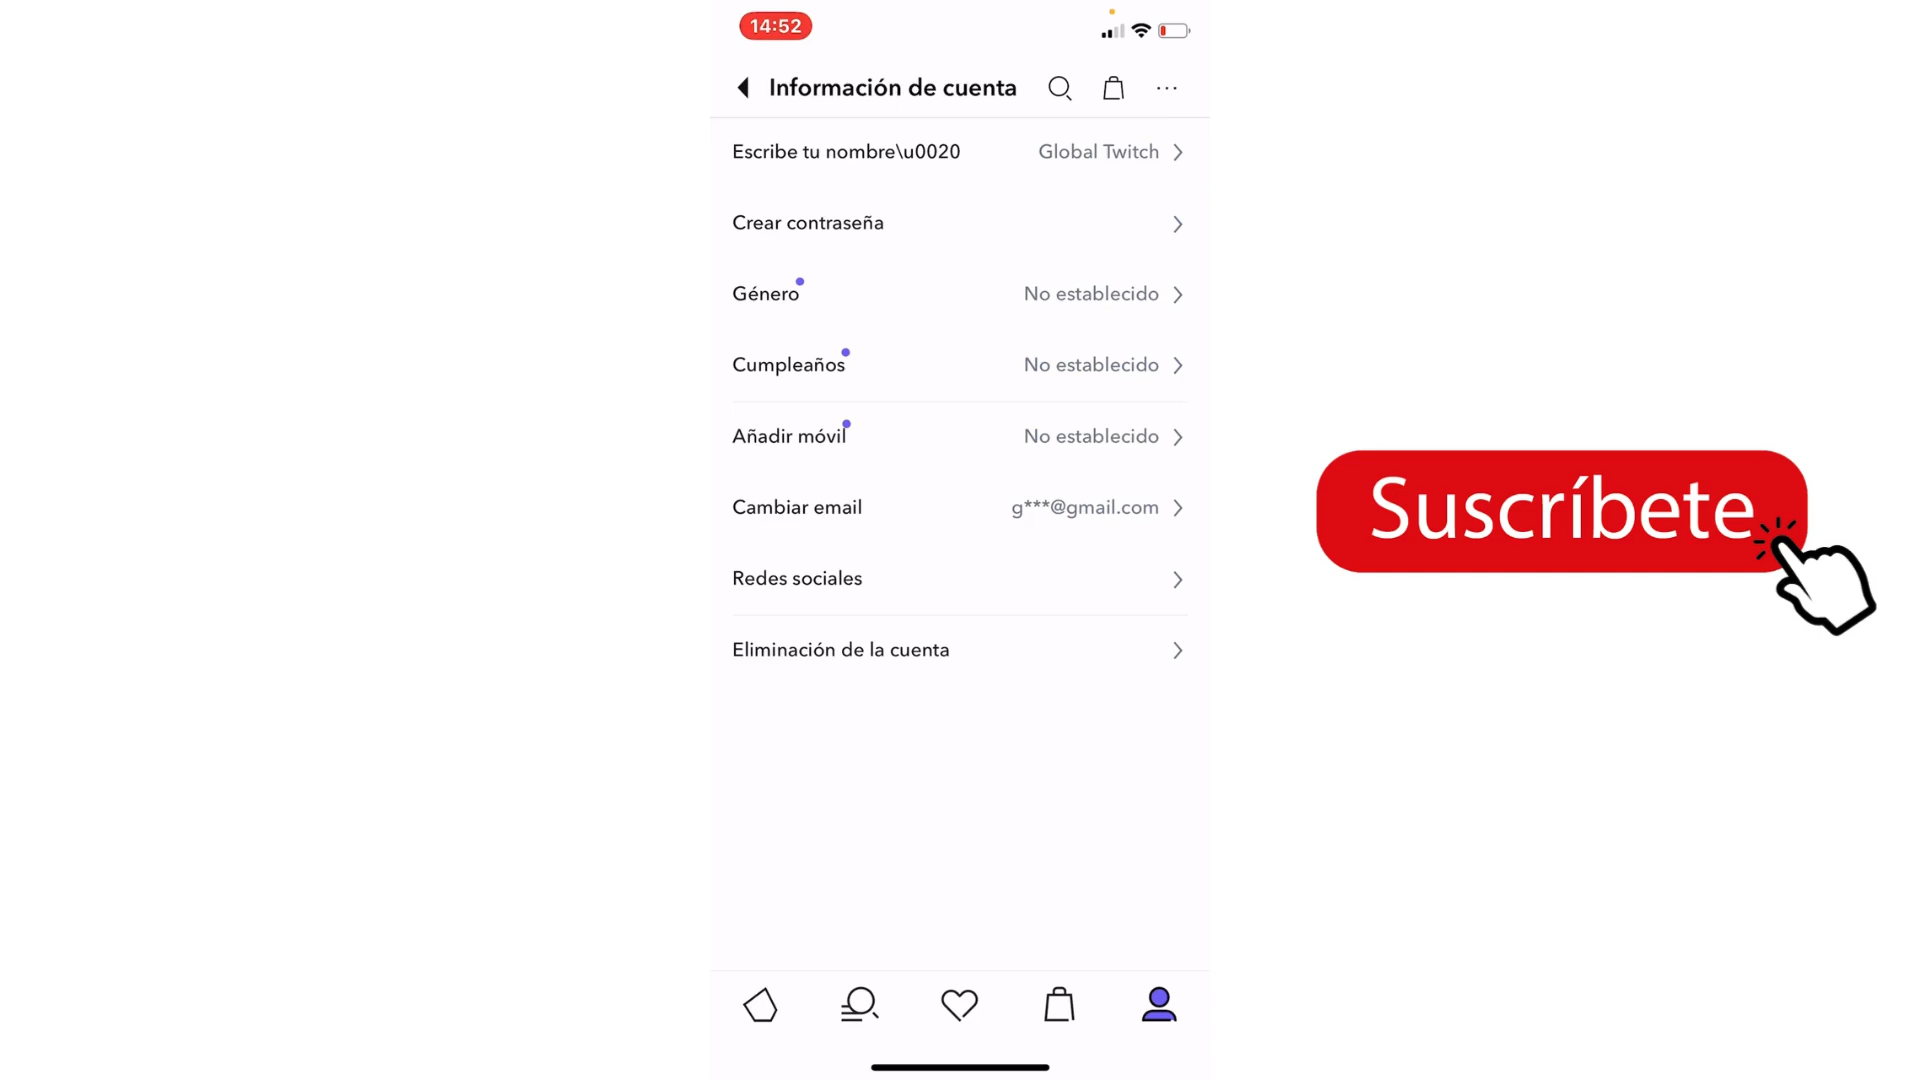 14:52
Información de cuenta
Escribe tu nombre\u0020 Global Twitch
Crear contraseña
Género No establecido
Cumpleaños No establecido
Añadir móvil No establecido
Cambiar email g***@gmail.com
Redes sociales
Eliminación de la cuenta
Suscríbete